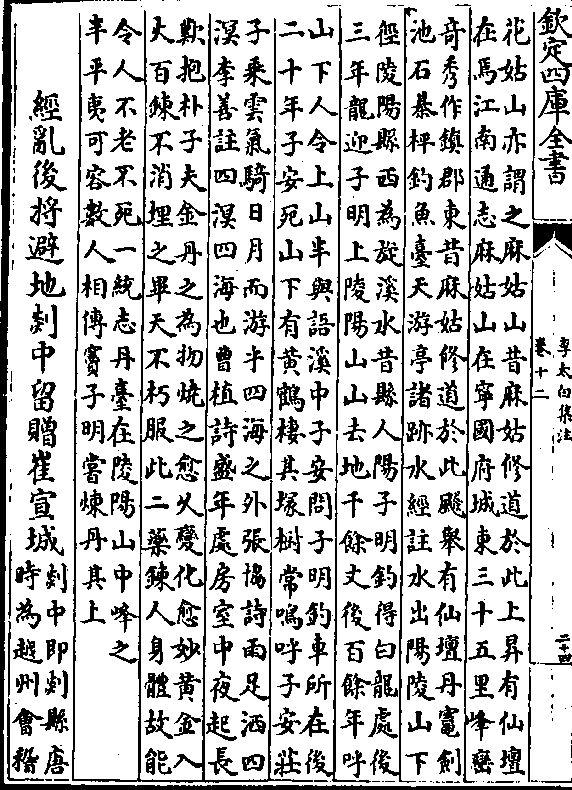 欽定四庫全書
李太白集注
卷十二
二十四
花姑山亦謂之麻姑山昔麻姑修道於此上昇有仙壇
在焉江南通志麻姑山在寧國府城東三十五里峰巒
奇秀作鎮郡東昔麻姑修道於此飈舉有仙壇丹竈劍
池石碁枰釣魚臺天游亭諸跡水經註水出陽陵山下
徑陵陽縣西為旋溪水昔縣人陽子明釣得白龍處後
三年龍迎子明上陵陽山山去地千餘丈後百餘年呼
山下人令上山半與語溪中子安問子明釣車所在後
二十年子安死山下有黃鶴棲其塚樹常鳴呼子安莊
子乗雲氣騎日月而游乎四海之外張協詩雨足洒四
溟李善註四溟四海也曹植詩盛年處房室中夜起長
歎抱朴子夫金丹之為物燒之愈乆變化愈妙黃金入
火百鍊不消埋之畢天不朽服此二藥鍊人身體故能
令人不老不死一統志丹臺在陵陽山中峰之
半平夷可容數人相傳竇子明嘗煉丹其上
經亂後將避地剡中留贈崔宣城
剡中即剡縣唐
時為越州會稽